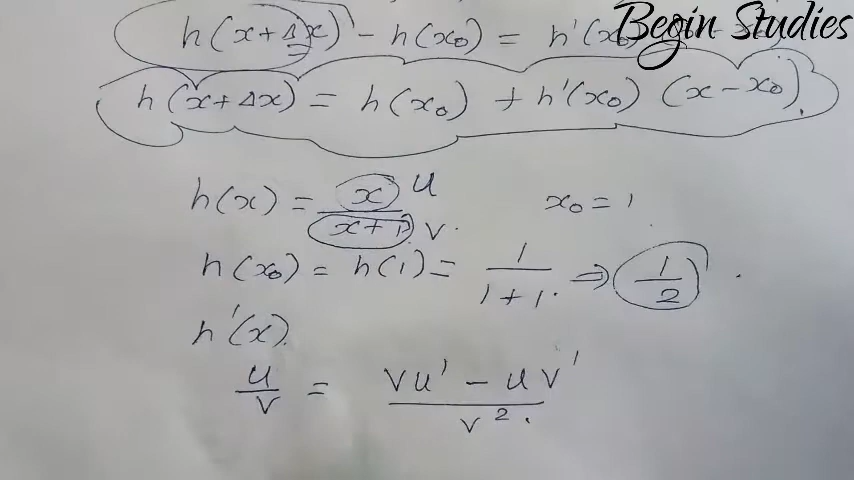 Begin Studies
h(x+Δx) - h(x₀) = h'(x₀
h(x+Δx) = h(x₀) + h'(x₀) (x-x₀).
h(x) = x/x+1 u v. x₀ = 1
h(x₀) = h(1) = 1/1+1. ⇒ 1/2.
h'(x).
u/v = vu' - uv'/v².